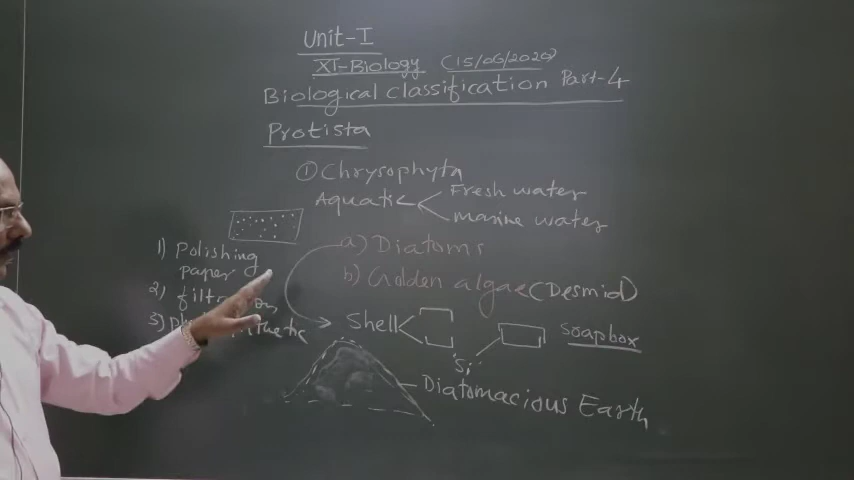 Unit-I
XI-Biology (15/06/2020)
Biological classification Part-4
Protista
① Chrysophyta
Aquatic Fresh water
Marine water
a) Diatoms
b) Golden algae (Desmid)
Shell
soapbox
Si
Diatomacious Earth
1) Polishing
paper
2)
3)